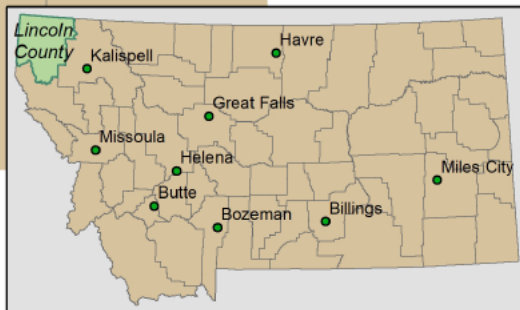 Lincoln
County
Kalispell
Havre
Great Falls
Missoula
Helena
Miles City
Butte
Bozeman
Billings